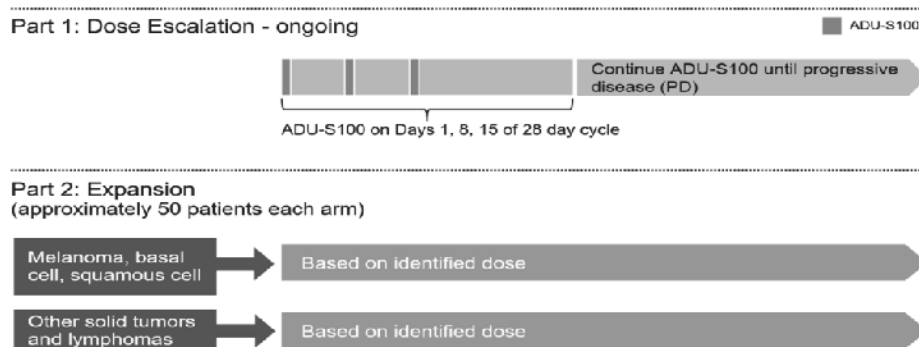 Part 1: Dose Escalation - ongoing
ADU-S100
Continue ADU-S100 until progressive
disease (PD)
ADU-S100 on Days 1, 8, 15 of 28 day cycle
Part 2: Expansion
(approximately 50 patients each arm)
Melanoma, basal
cell, squamous cell
Based on identified dose
Other solid tumors
and lymphomas
Based on identified dose